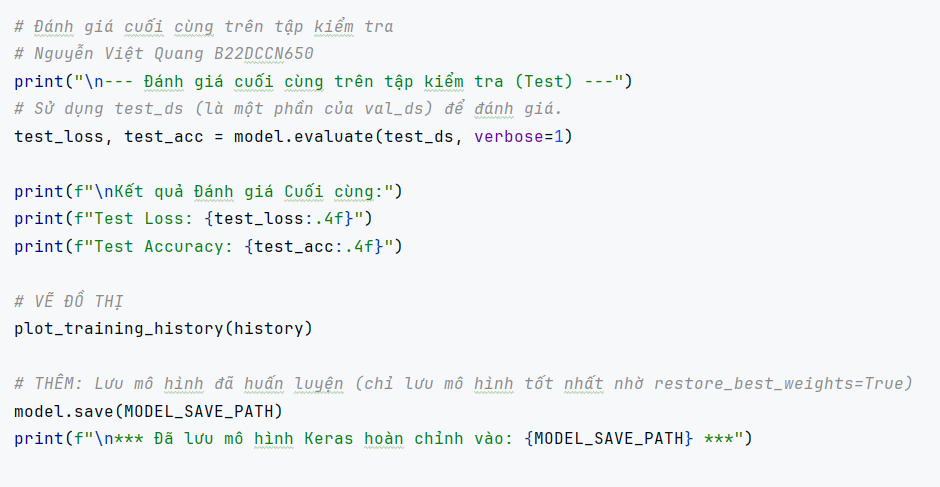 # Đánh giá cuối cùng trên tập kiểm tra
# Nguyễn Việt Quang B22DCCN650
print("\n--- Đánh giá cuối cùng trên tập kiểm tra (Test) ---")
# Sử dụng test_ds (là một phần của val_ds) để đánh giá.
test_loss, test_acc = model.evaluate(test_ds, verbose=1)
print(f"\nKết quả Đánh giá Cuối cùng:")
print(f"Test Loss: {test_loss:.4f}")
print(f"Test Accuracy: {test_acc:.4f}")
# VẼ ĐỒ THỊ
plot_training_history(history)
# THÊM: Lưu mô hình đã huấn luyện (chỉ lưu mô hình tốt nhất nhờ restore_best_weights=True)
model.save(MODEL_SAVE_PATH)
print(f"\n*** Đã lưu mô hình Keras hoàn chỉnh vào: {MODEL_SAVE_PATH} ***")